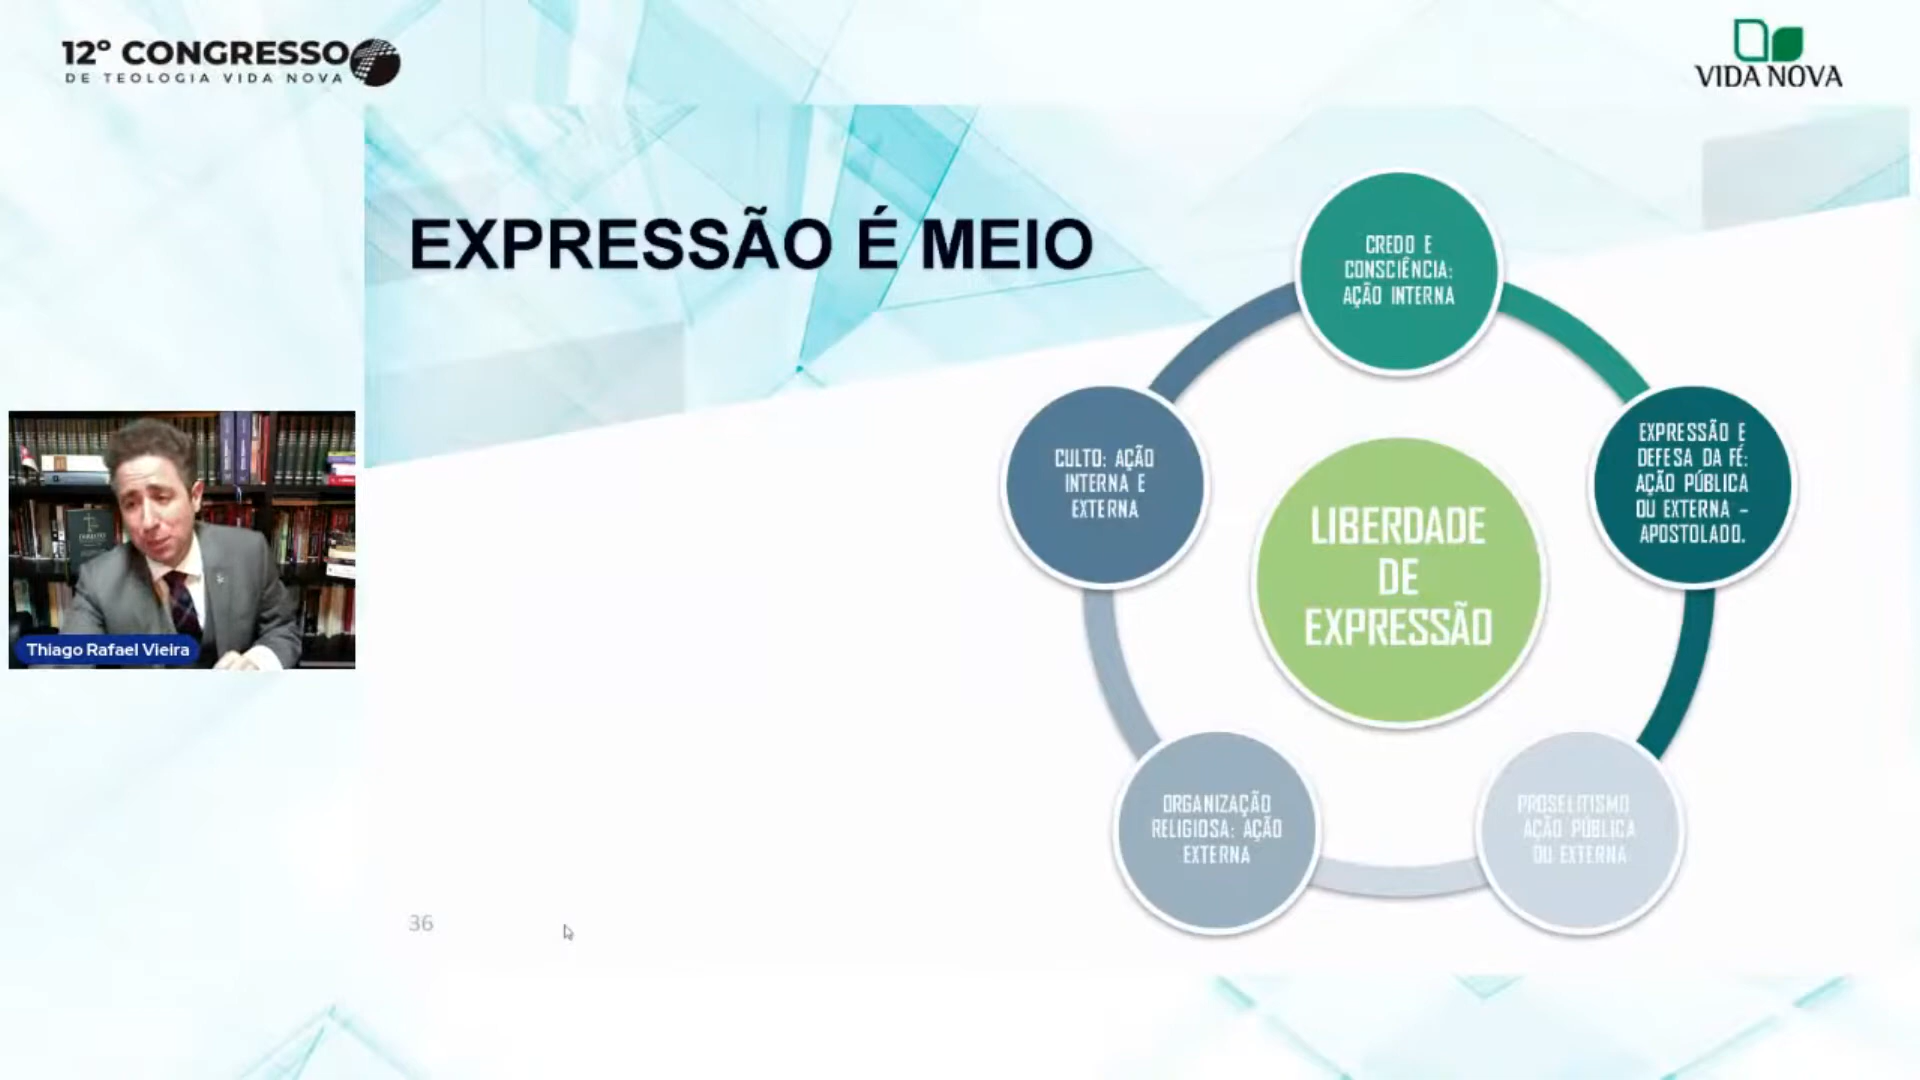 12º CONGRESSO
DE TEOLOGIA VIDA NOVA
VIDA NOVA
EXPRESSÃO É MEIO
CREDO E
CONSCIÊNCIA:
AÇÃO INTERNA
EXPRESSÃO E
DEFESA DA FÉ:
AÇÃO PÚBLICA
OU EXTERNA –
APOSTOLADO.
CULTO: AÇÃO
INTERNA E
EXTERNA
LIBERDADE
DE
EXPRESSÃO
ORGANIZAÇÃO
RELIGIOSA: AÇÃO
EXTERNA
PROSELITISMO
AÇÃO PÚBLICA
OU EXTERNA
Thiago Rafael Vieira
36